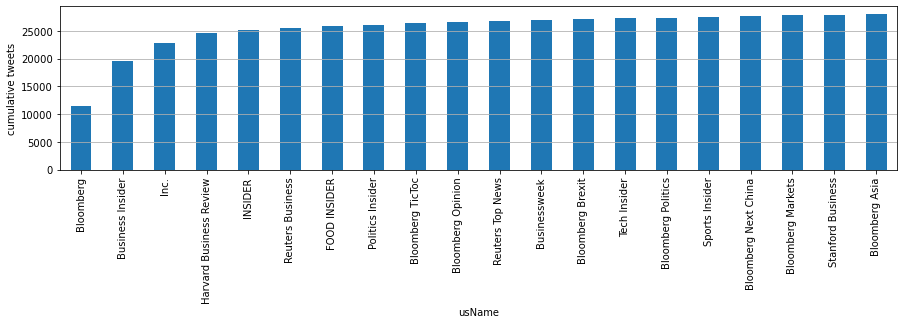 cumulative tweets
25000
20000
15000
10000
5000
0
Bloomberg
Business Insider
Inc.
Harvard Business Review
INSIDER
Reuters Business
FOOD INSIDER
Politics Insider
Bloomberg TicToc
Bloomberg Opinion
Reuters Top News
Businessweek
Bloomberg Brexit
Tech Insider
Bloomberg Politics
Sports Insider
Bloomberg Next China
Bloomberg Markets
Stanford Business
Bloomberg Asia
usName